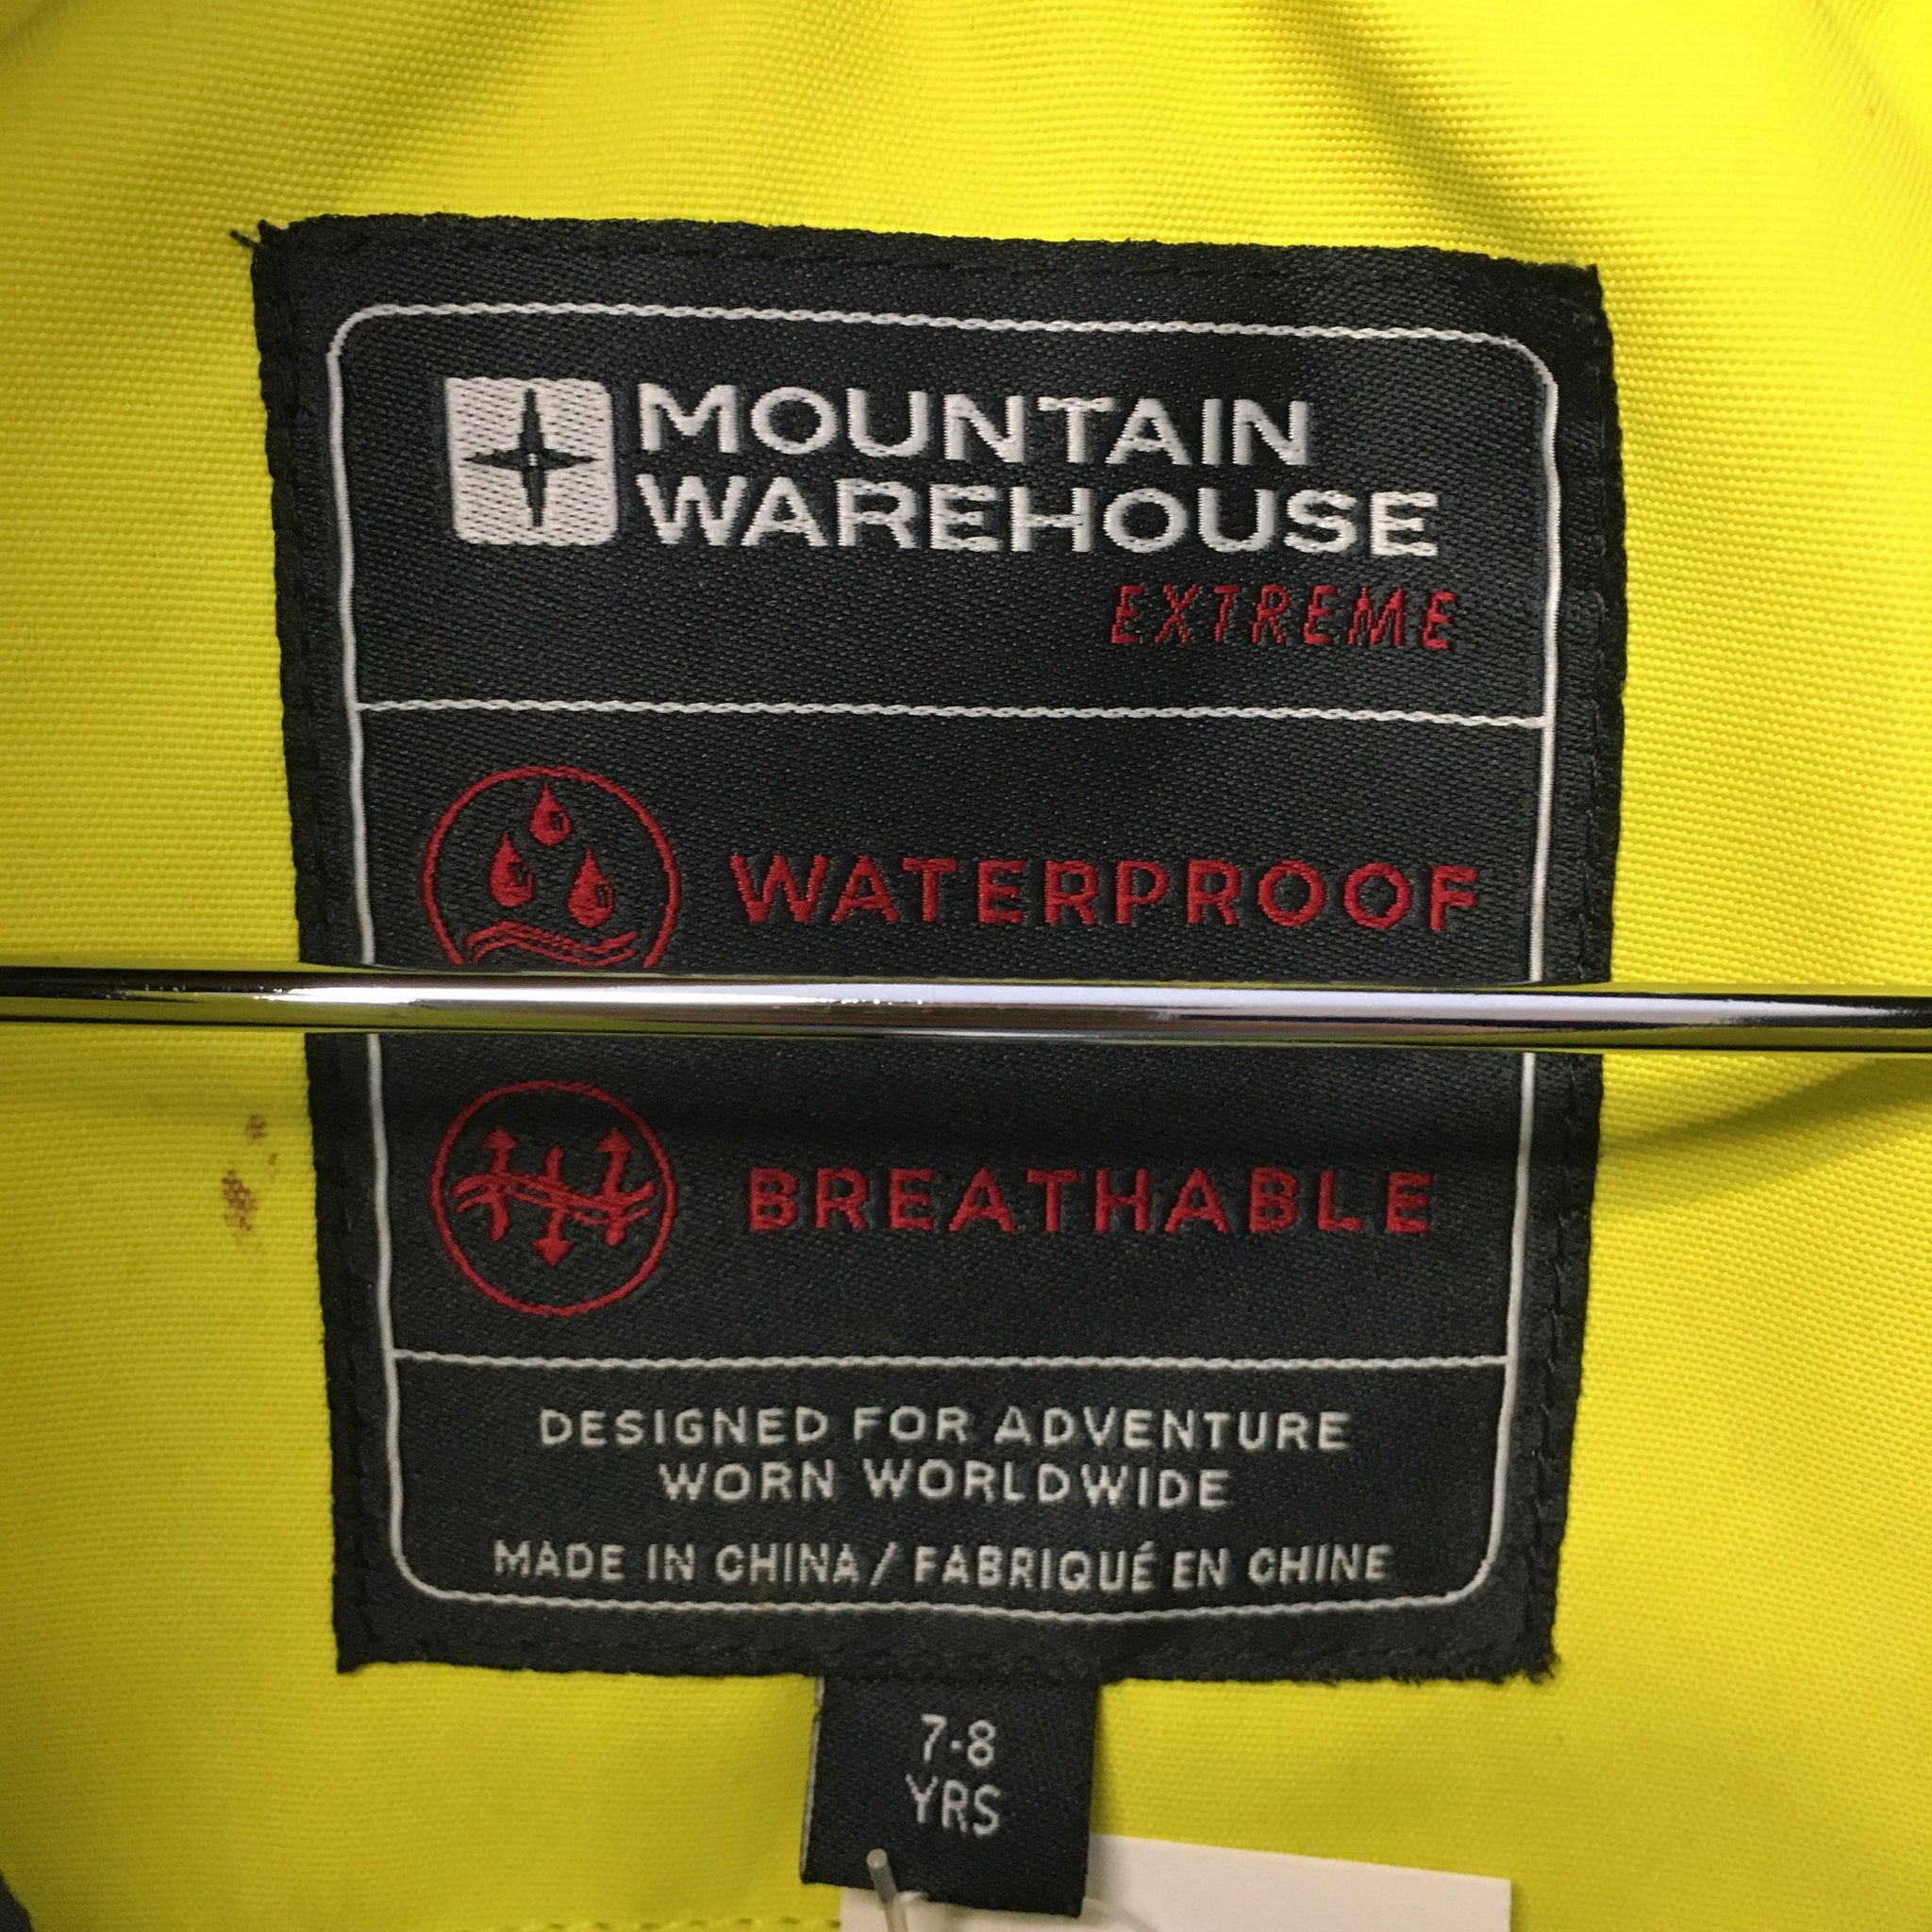 MOUNTAIN
WAREHOUSE
EXTREME
WATERPROOF
BREATHABLE
DESIGNED FOR ADVENTURE
WORN WORLDWIDE
MADE IN CHINA / FABRIQUÉ EN CHINE
7-8
YRS